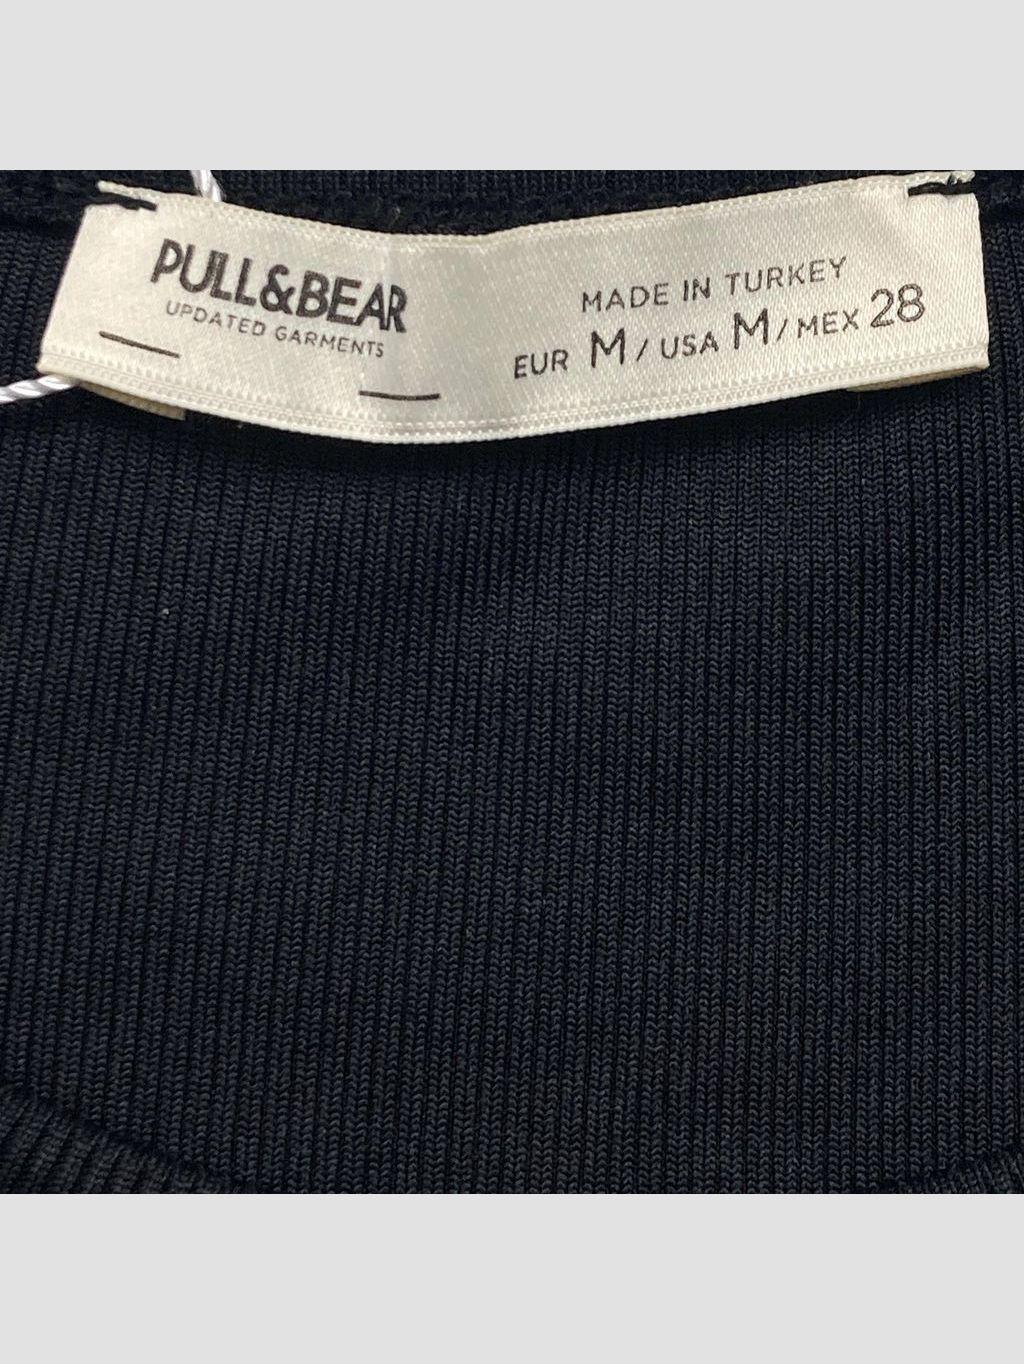 PULL&BEAR
UPDATED GARMENTS
MADE IN TURKEY
EUR M / USA M / MEX 28